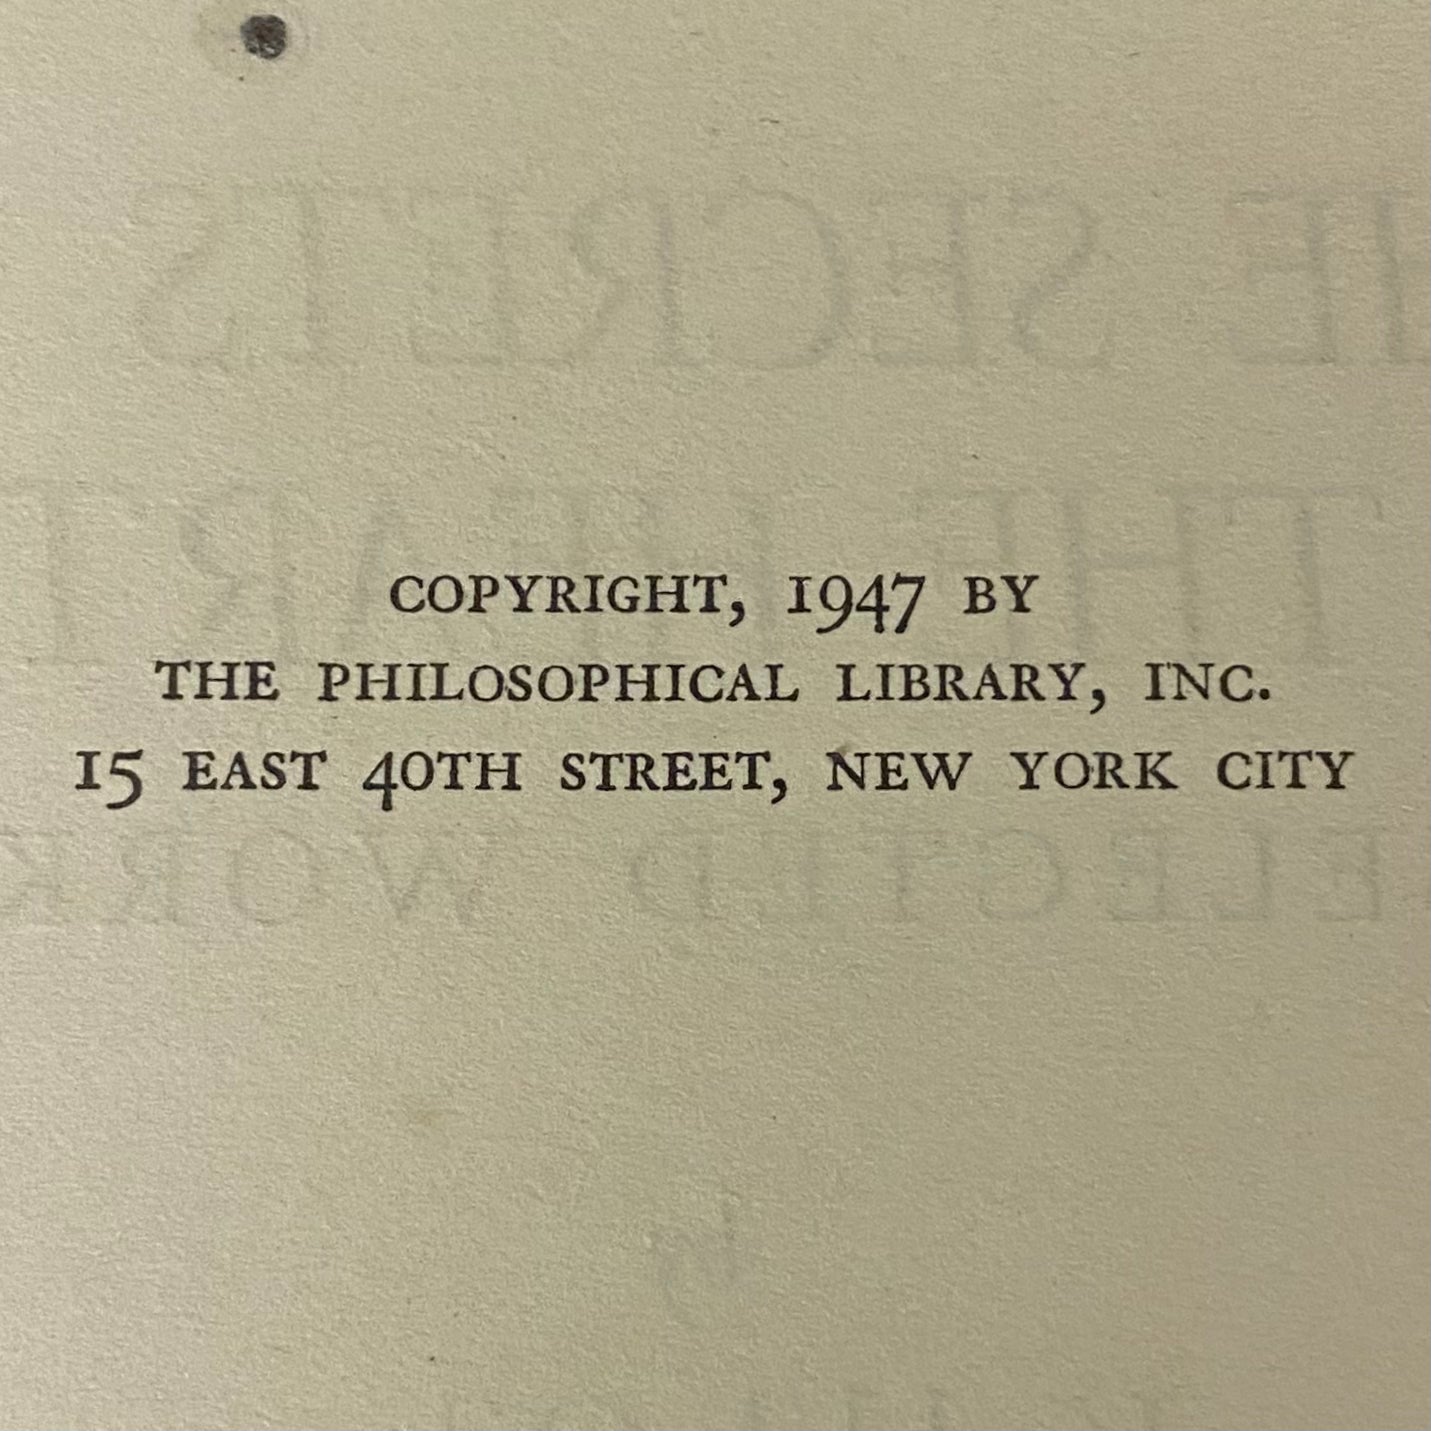 COPYRIGHT, 1947 BY
THE PHILOSOPHICAL LIBRARY, INC.
15 EAST 40TH STREET, NEW YORK CITY